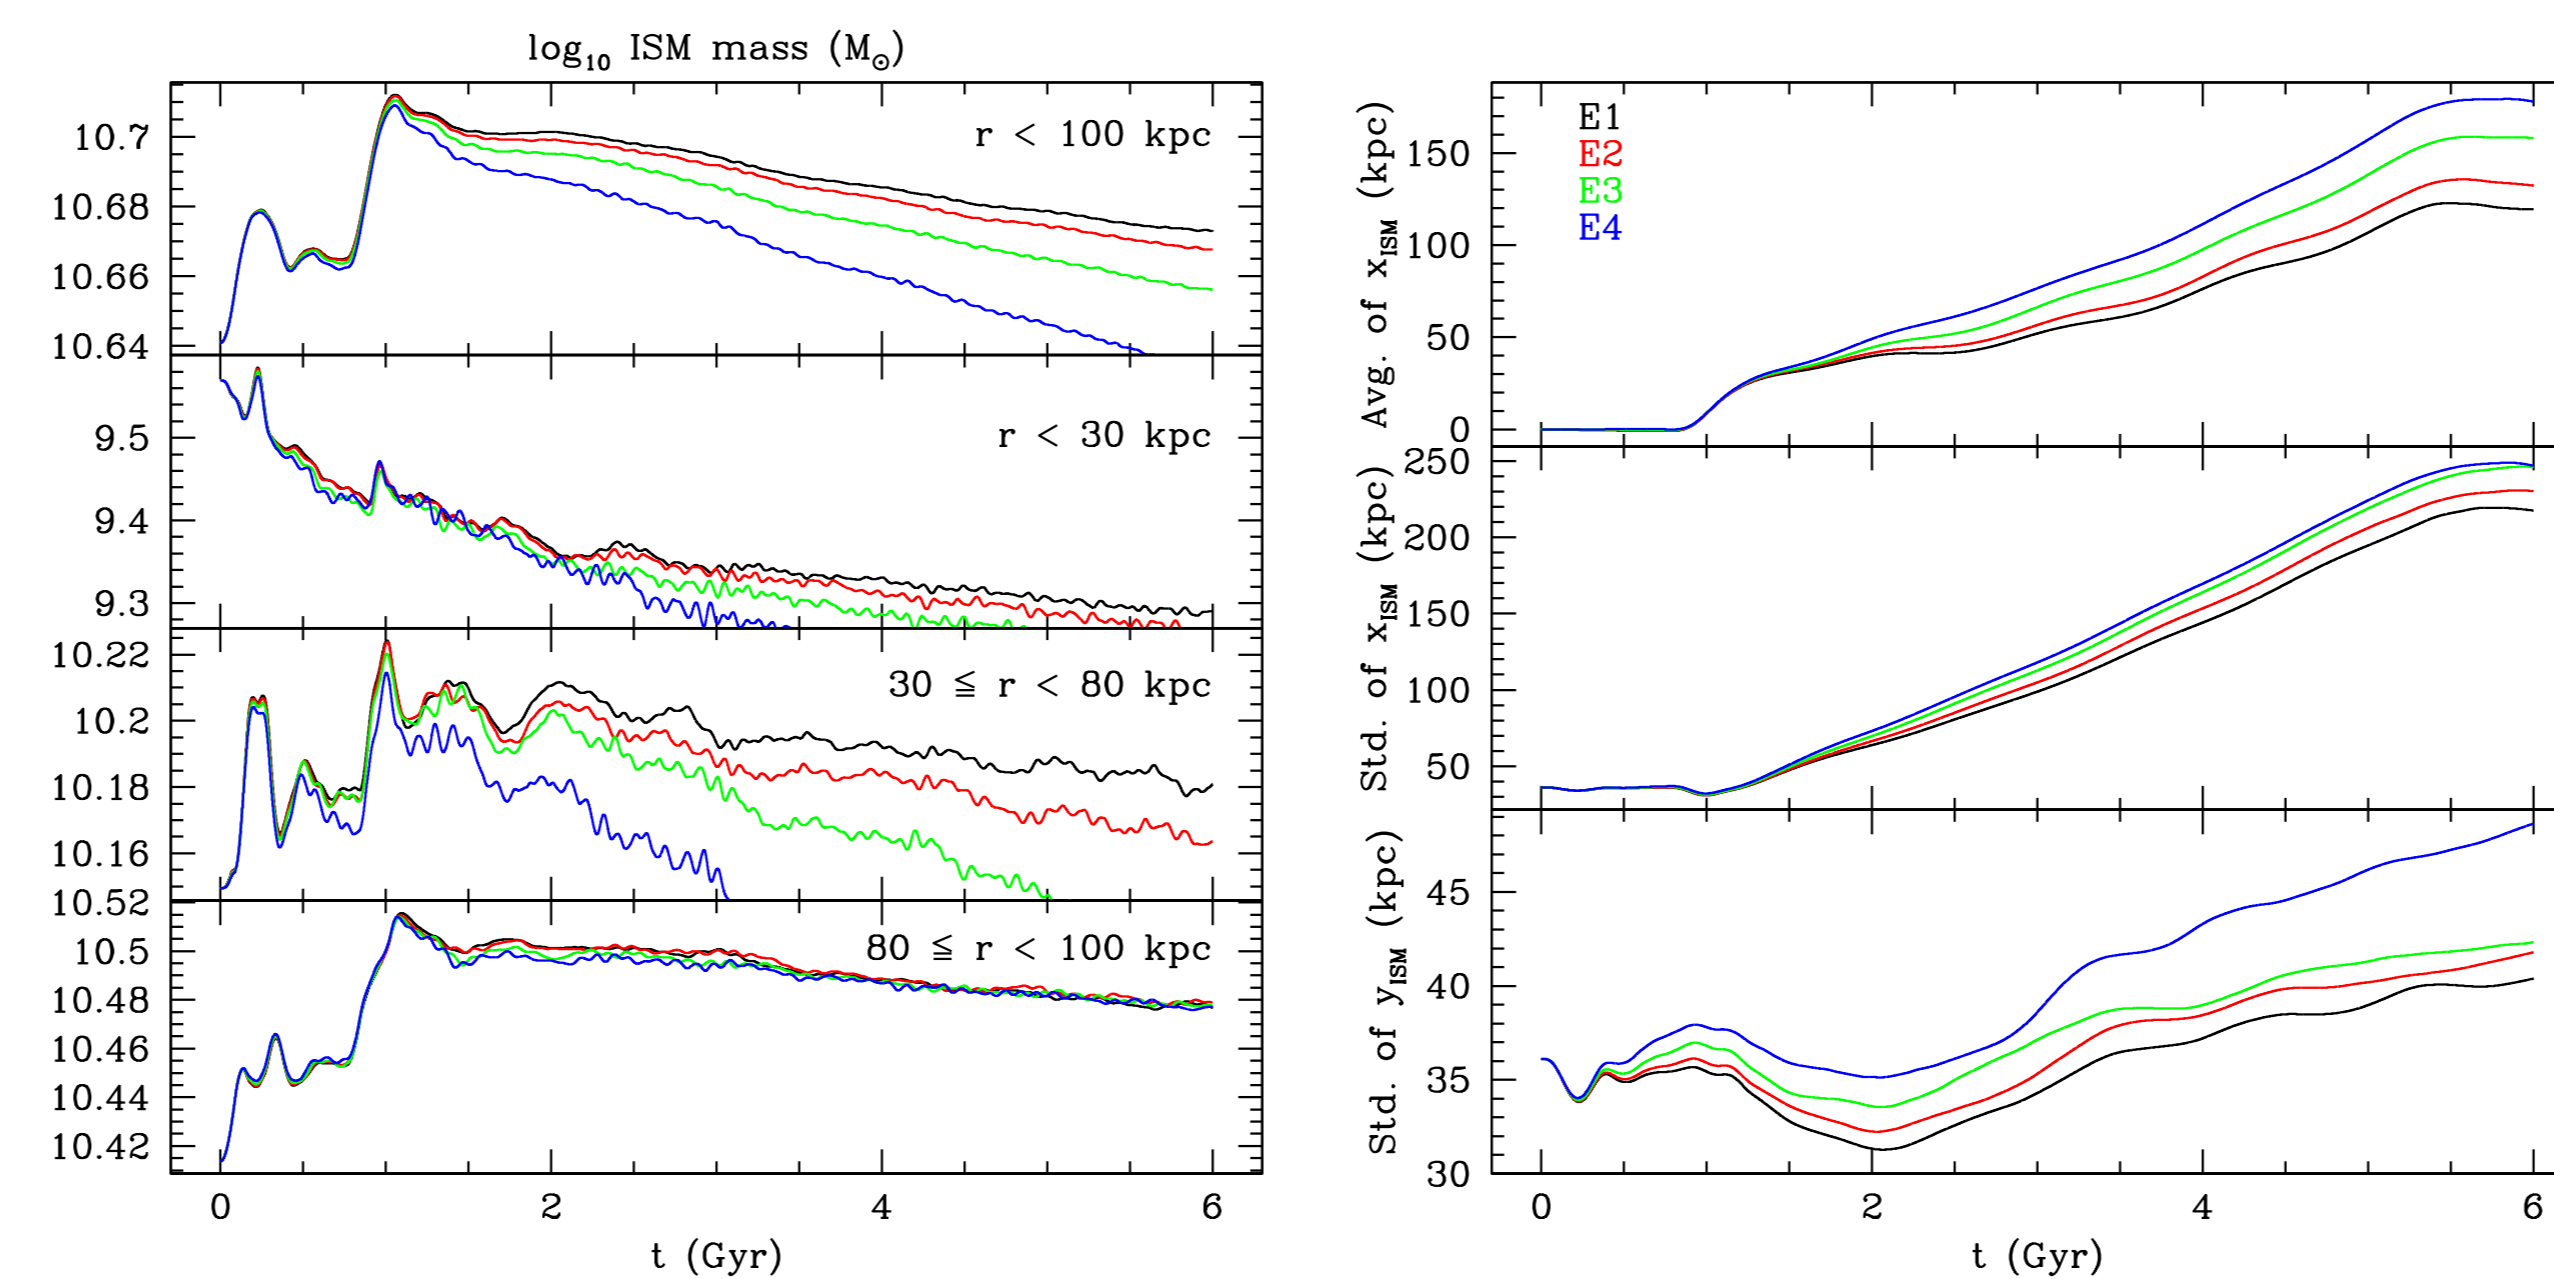 log₁₀ ISM mass (M☉)
10.7
10.68
10.66
10.64
r < 100 kpc
9.5
9.4
9.3
r < 30 kpc
10.22
10.2
10.18
10.16
30 ≦ r < 80 kpc
10.52
10.5
10.48
10.46
10.44
10.42
80 ≦ r < 100 kpc
0 2 4 6
t (Gyr)
Avg. of x_ISM (kpc)
150
100
50
0
E1
E2
E3
E4
Std. of x_ISM (kpc)
250
200
150
100
50
Std. of y_ISM (kpc)
45
40
35
30
0 2 4 6
t (Gyr)